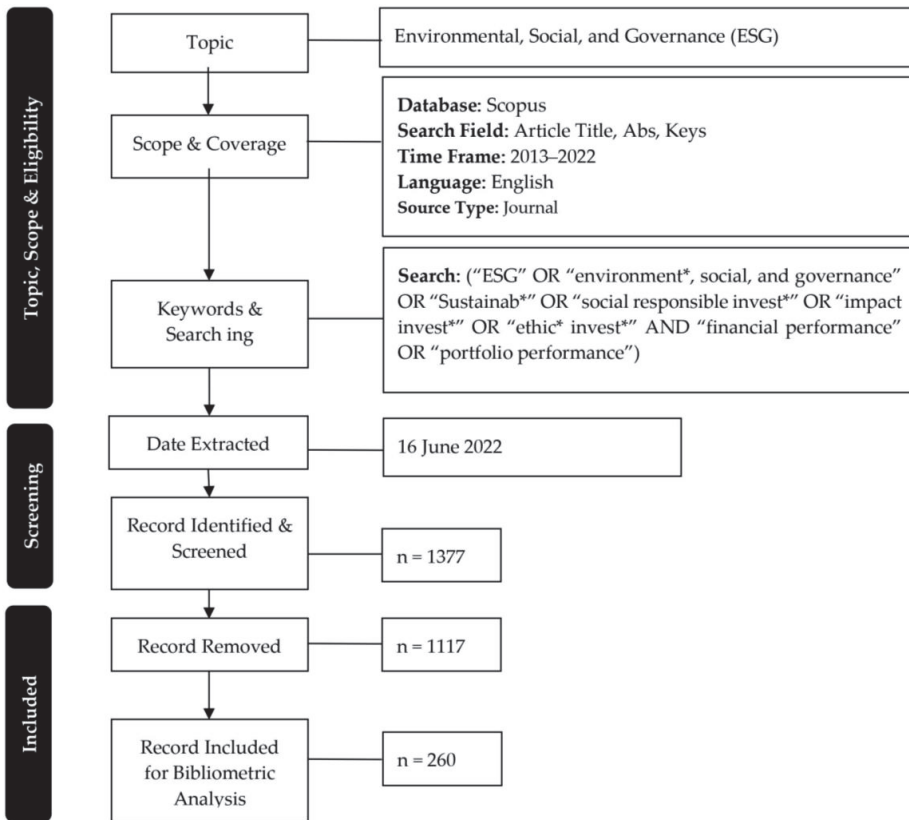 Topic, Scope & Eligibility
Topic
Environmental, Social, and Governance (ESG)
Scope & Coverage
Database: Scopus
Search Field: Article Title, Abs, Keys
Time Frame: 2013–2022
Language: English
Source Type: Journal
Keywords &
Search ing
Search: (“ESG” OR “environment*, social, and governance”
OR “Sustainab*” OR “social responsible invest*” OR “impact
invest*” OR “ethic* invest*” AND “financial performance”
OR “portfolio performance”)
Screening
Date Extracted
16 June 2022
Record Identified &
Screened
n = 1377
Included
Record Removed
n = 1117
Record Included
for Bibliometric
Analysis
n = 260